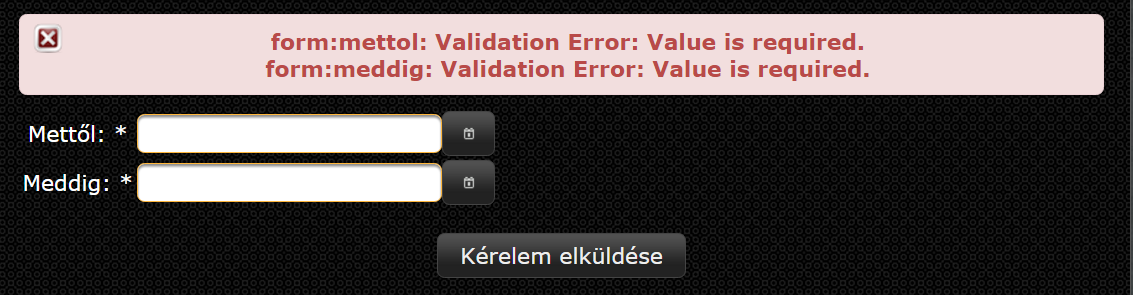 form:mettol: Validation Error: Value is required.
form:meddig: Validation Error: Value is required.
Mettől: *
Meddig: *
Kérelem elküldése